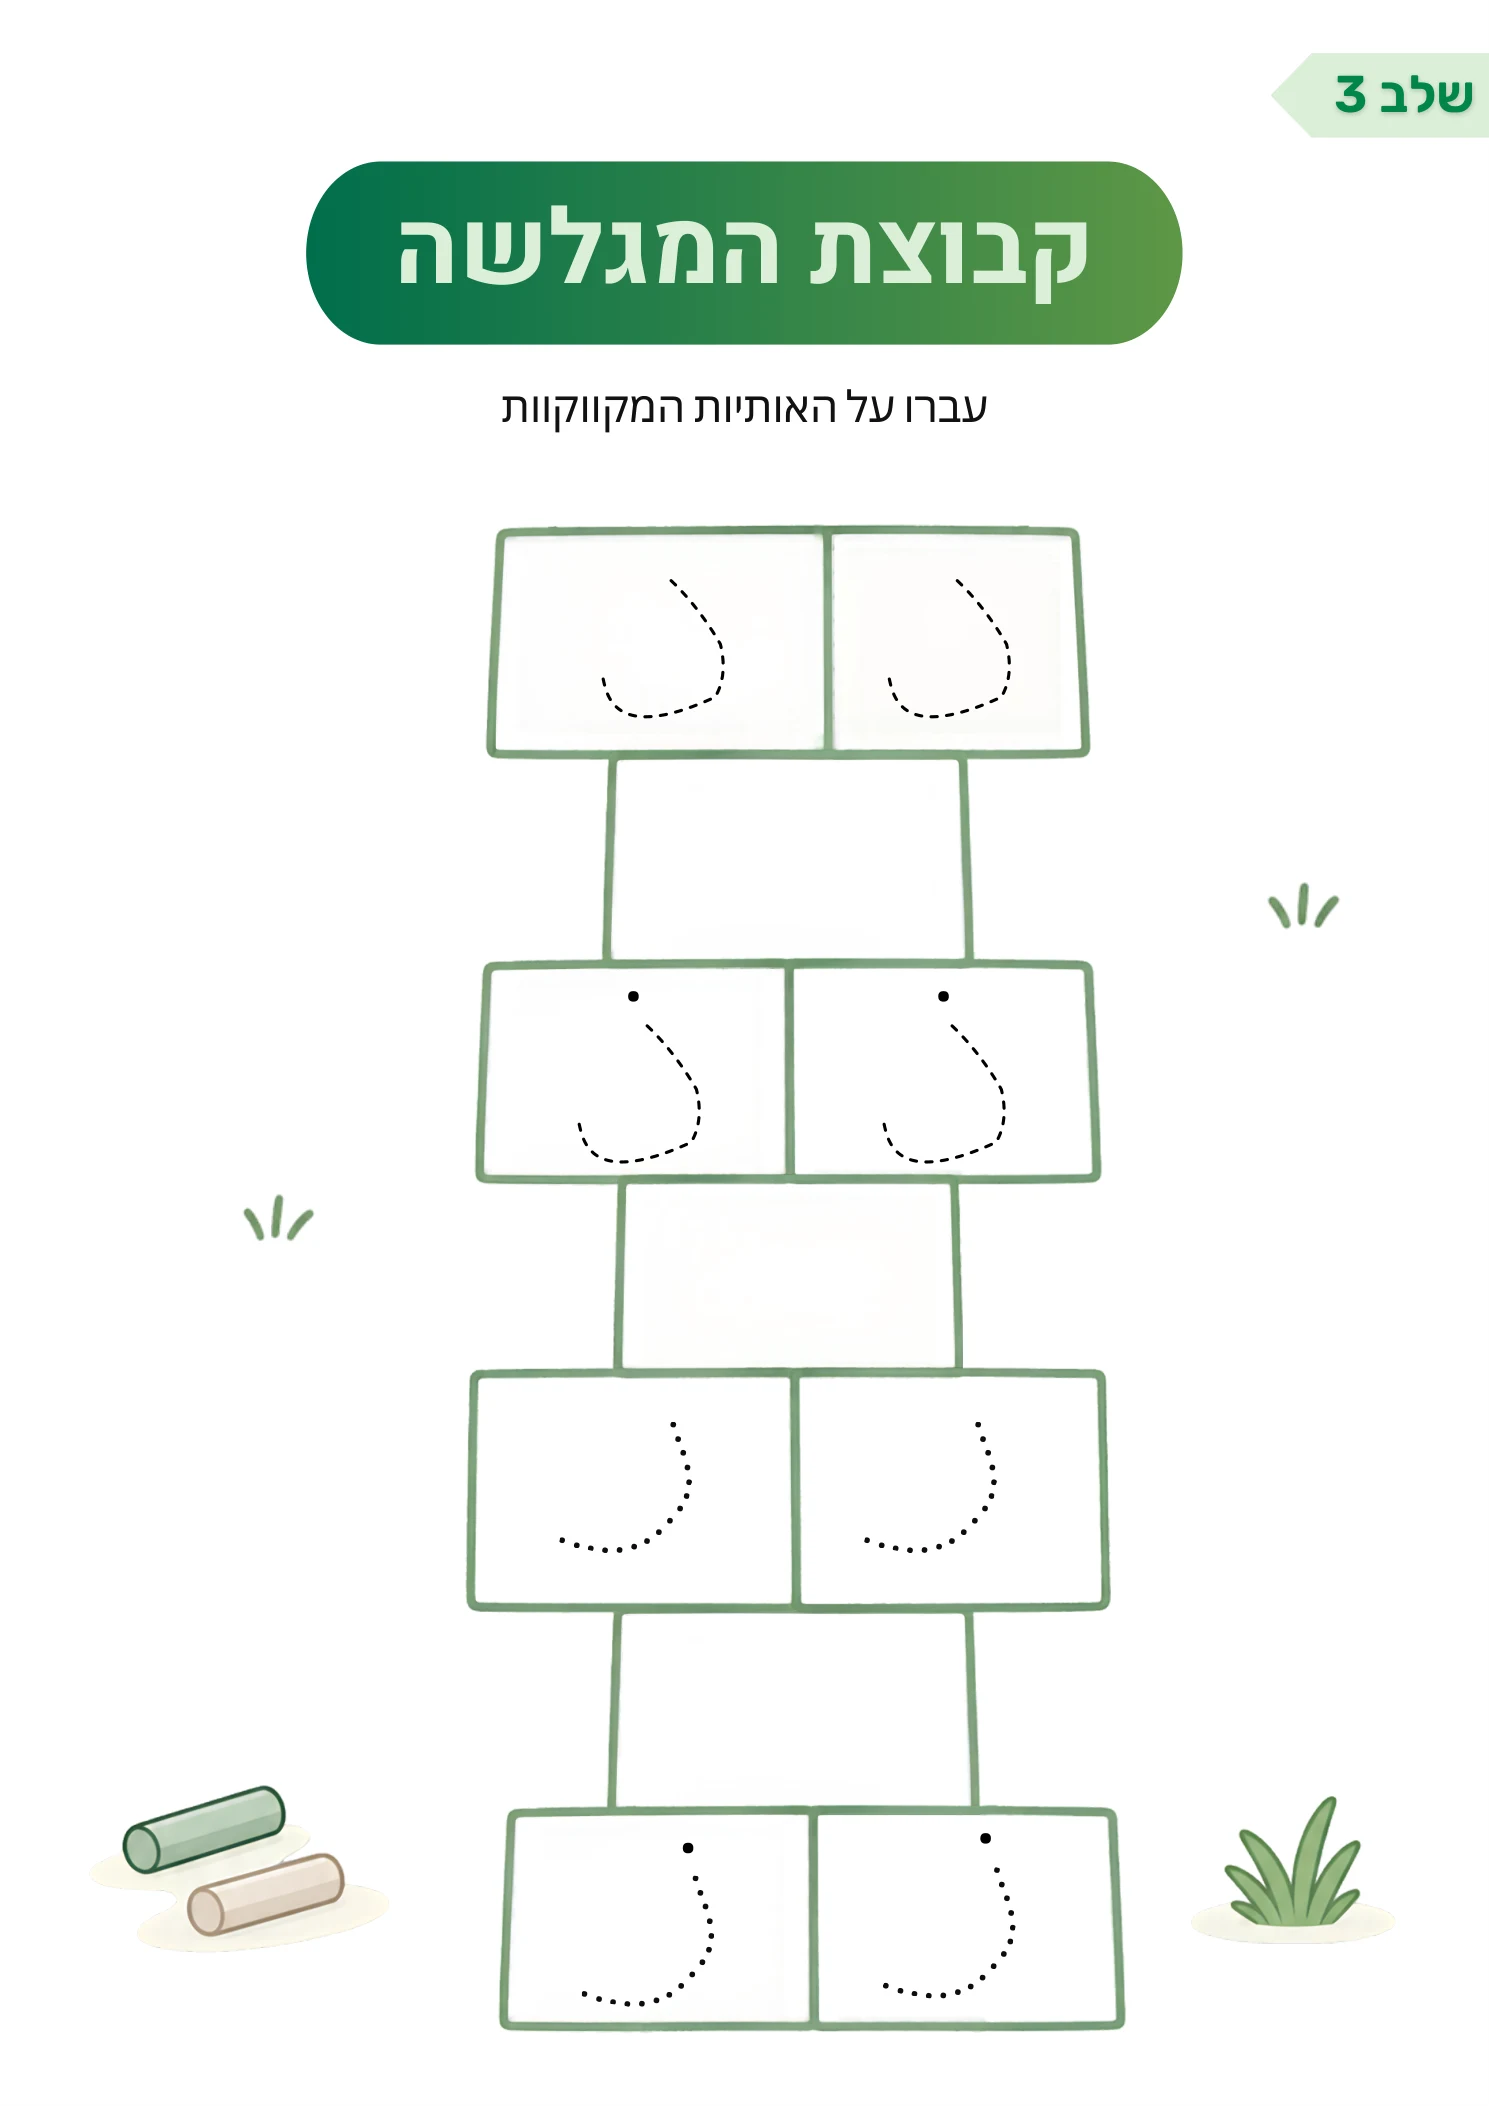 שלב 3
קבוצת המגלשה
עברו על האותיות המקווקוות
د د
ذ ذ
ر ر
ز ز